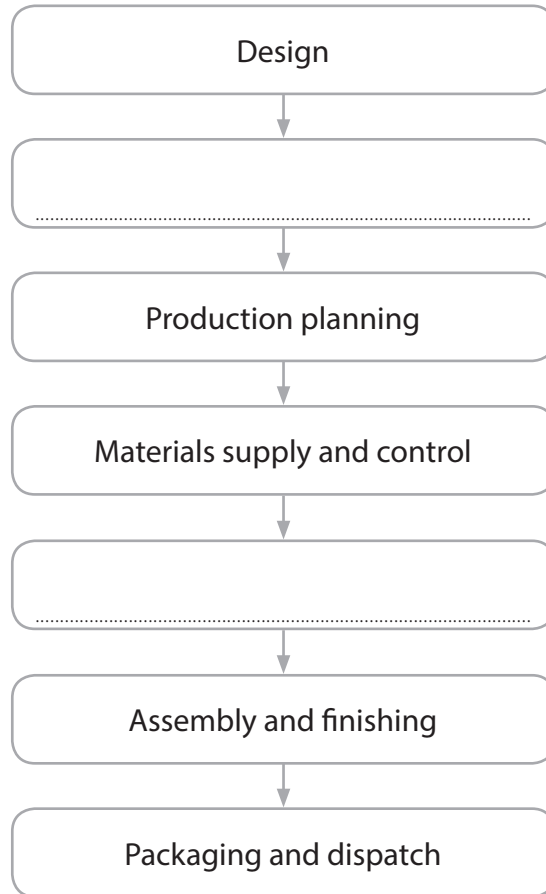 Design
Production planning
Materials supply and control
Assembly and finishing
Packaging and dispatch